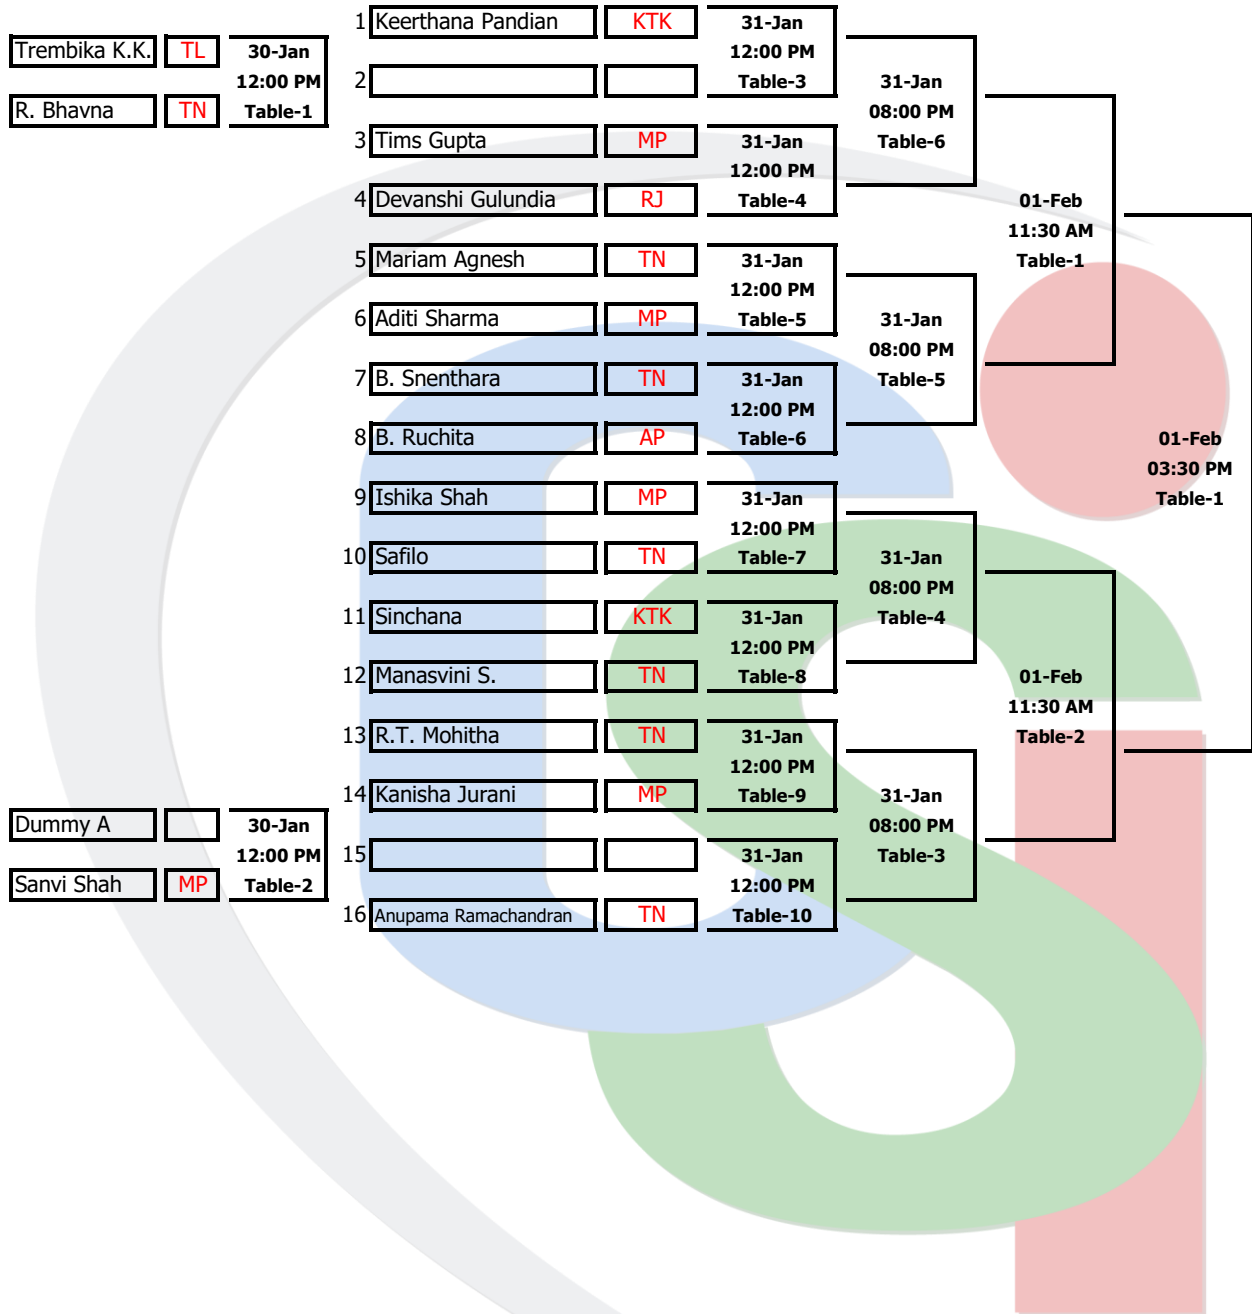 1 Keerthana Pandian KTK 31-Jan
Trembika K.K. TL 30-Jan 12:00 PM
12:00 PM 2 Table-3 31-Jan
R. Bhavna TN Table-1 08:00 PM
3 Tims Gupta MP 31-Jan Table-6
12:00 PM
4 Devanshi Gulundia RJ Table-4 01-Feb
11:30 AM
5 Mariam Agnesh TN 31-Jan Table-1
12:00 PM
6 Aditi Sharma MP Table-5 31-Jan
08:00 PM
7 B. Snenthara TN 31-Jan Table-5
12:00 PM
8 B. Ruchita AP Table-6 01-Feb
03:30 PM
9 Ishika Shah MP 31-Jan Table-1
12:00 PM
10 Safilo TN Table-7 31-Jan
08:00 PM
11 Sinchana KTK 31-Jan Table-4
12:00 PM
12 Manasvini S. TN Table-8 01-Feb
11:30 AM
13 R.T. Mohitha TN 31-Jan Table-2
12:00 PM
14 Kanisha Jurani MP Table-9 31-Jan
Dummy A 30-Jan 08:00 PM
12:00 PM 15 31-Jan Table-3
Sanvi Shah MP Table-2 12:00 PM
16 Anupama Ramachandran TN Table-10